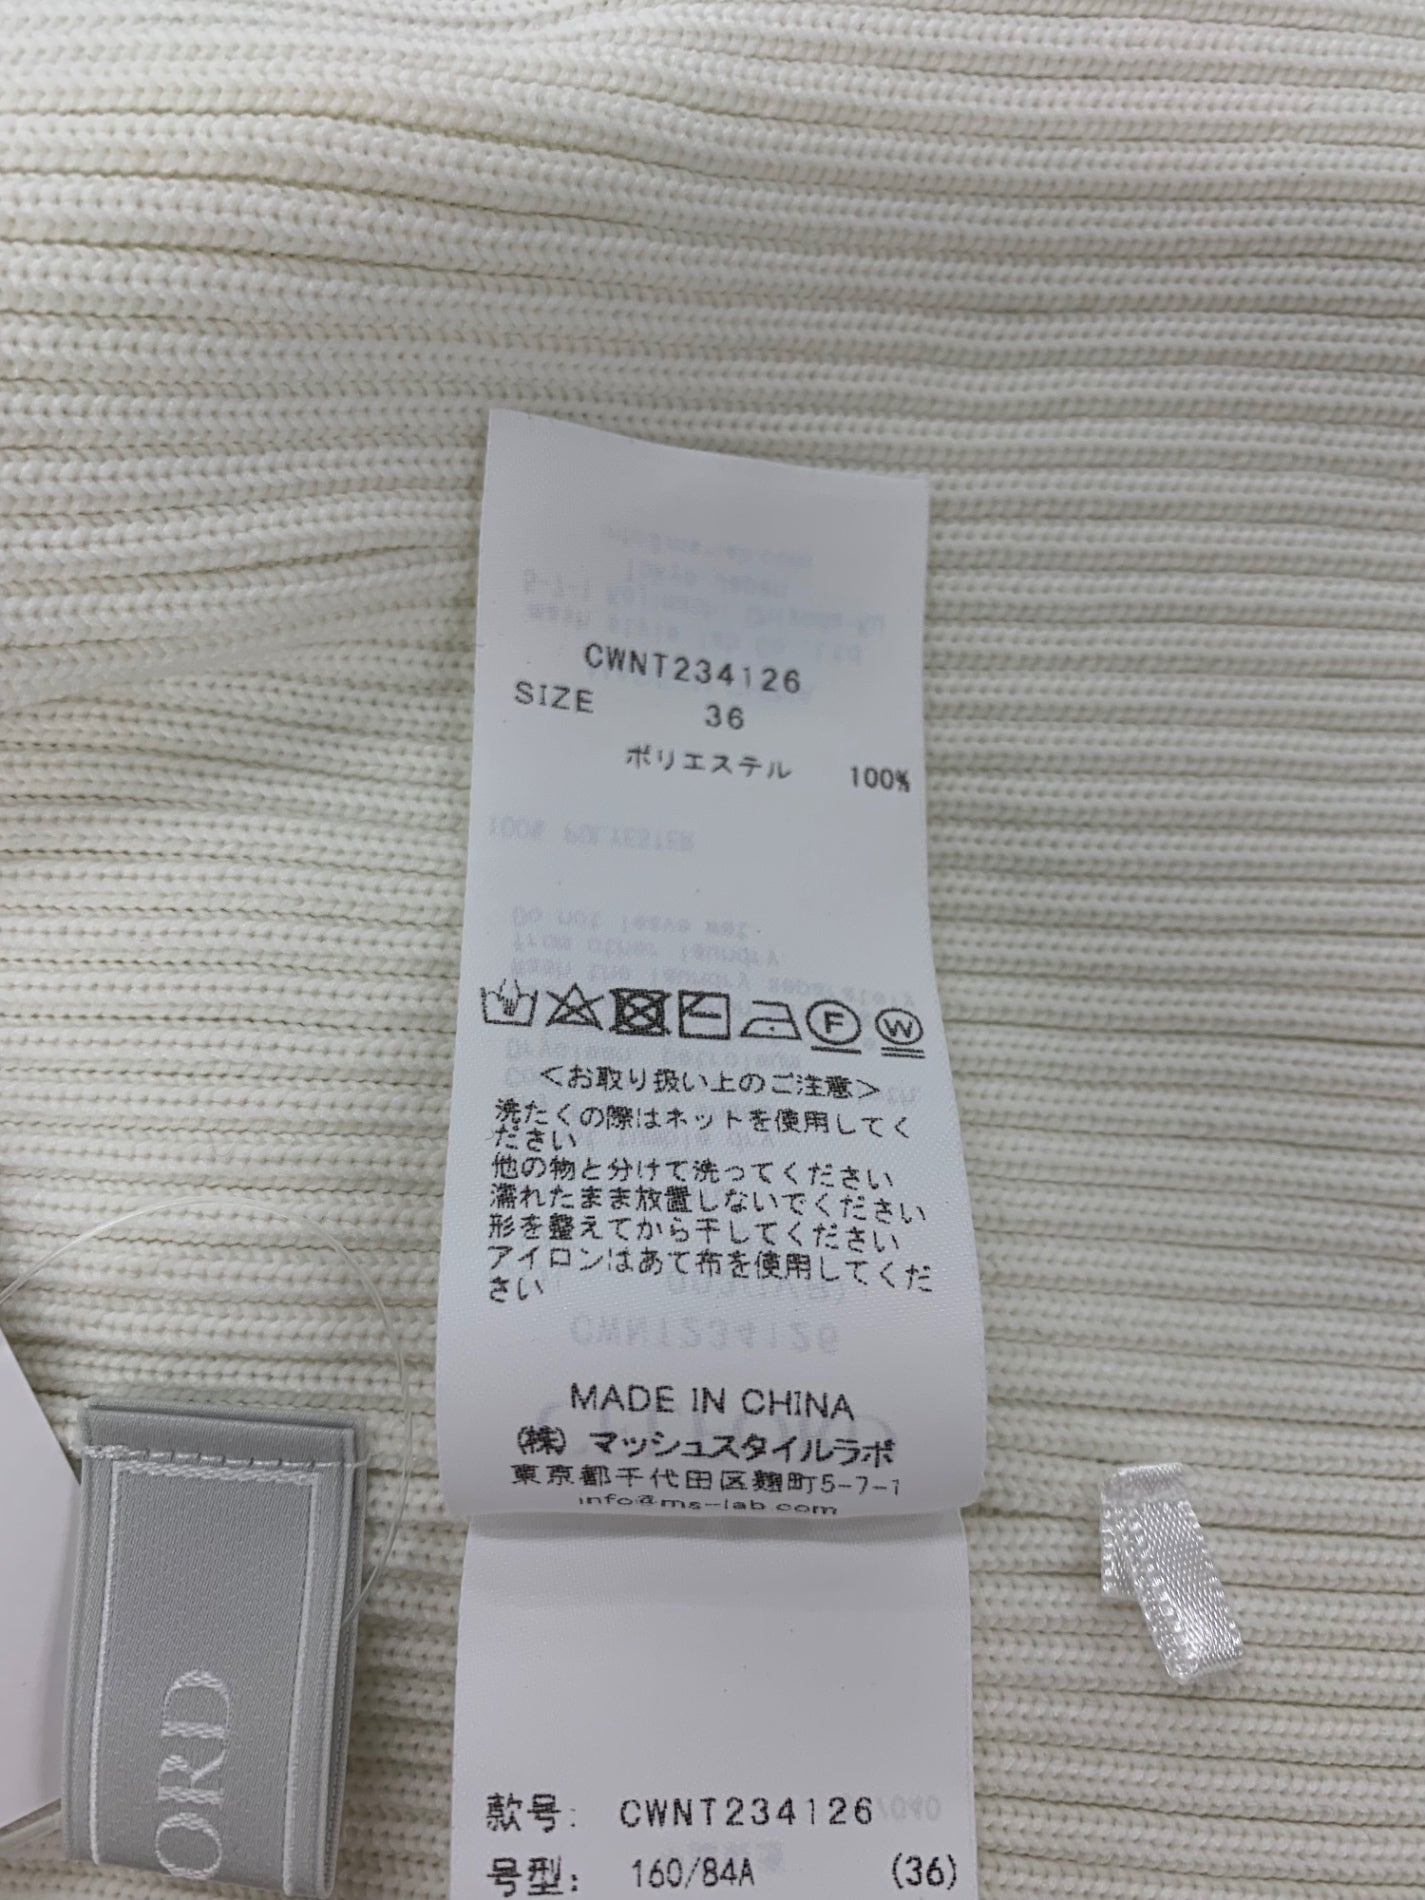 CWNT234126
SIZE 36
ポリエステル 100%
F W
<お取り扱い上のご注意>
洗たくの際はネットを使用してく
ださい
他の物と分けて洗ってください
濡れたまま放置しないでください
形を整えてから干してください
アイロンはあて布を使用してくだ
さい
MADE IN CHINA
(株) マッシュスタイルラボ
東京都千代田区麹町5-7-1
info@ms-lab.com
款号: CWNT234126
号型: 160/84A (36)
ORD